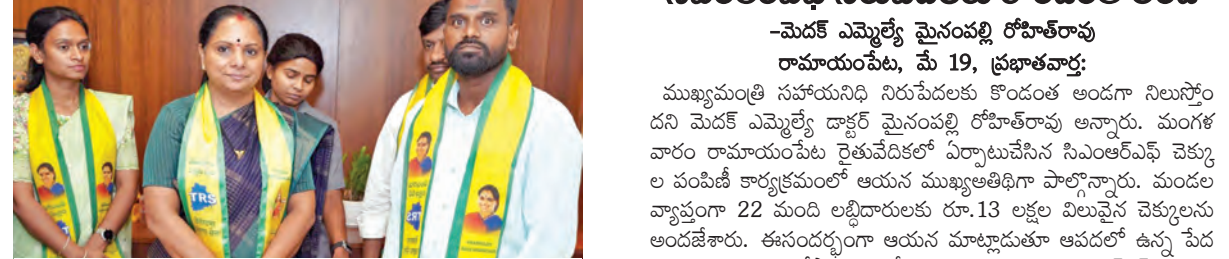 TRS
TRS
-మెదక్ ఎమ్మెల్యే మైనంపల్లి రోహిత్‌రావు
రామాయంపేట, మే 19, ప్రభాతవార్త:
ముఖ్యమంత్రి సహాయనిధి నిరుపేదలకు కొండంత అండగా నిలుస్తోం
దని మెదక్ ఎమ్మెల్యే డాక్టర్ మైనంపల్లి రోహిత్‌రావు అన్నారు. మంగళ
వారం రామాయంపేట రైతువేదికలో ఏర్పాటుచేసిన సిఎంఆర్ఎఫ్ చెక్కు
ల పంపిణీ కార్యక్రమంలో ఆయన ముఖ్యఅతిథిగా పాల్గొన్నారు. మండల
వ్యాప్తంగా 22 మంది లబ్ధిదారులకు రూ.13 లక్షల విలువైన చెక్కులను
అందజేశారు. ఈసందర్భంగా ఆయన మాట్లాడుతూ ఆపదలో ఉన్న పేద